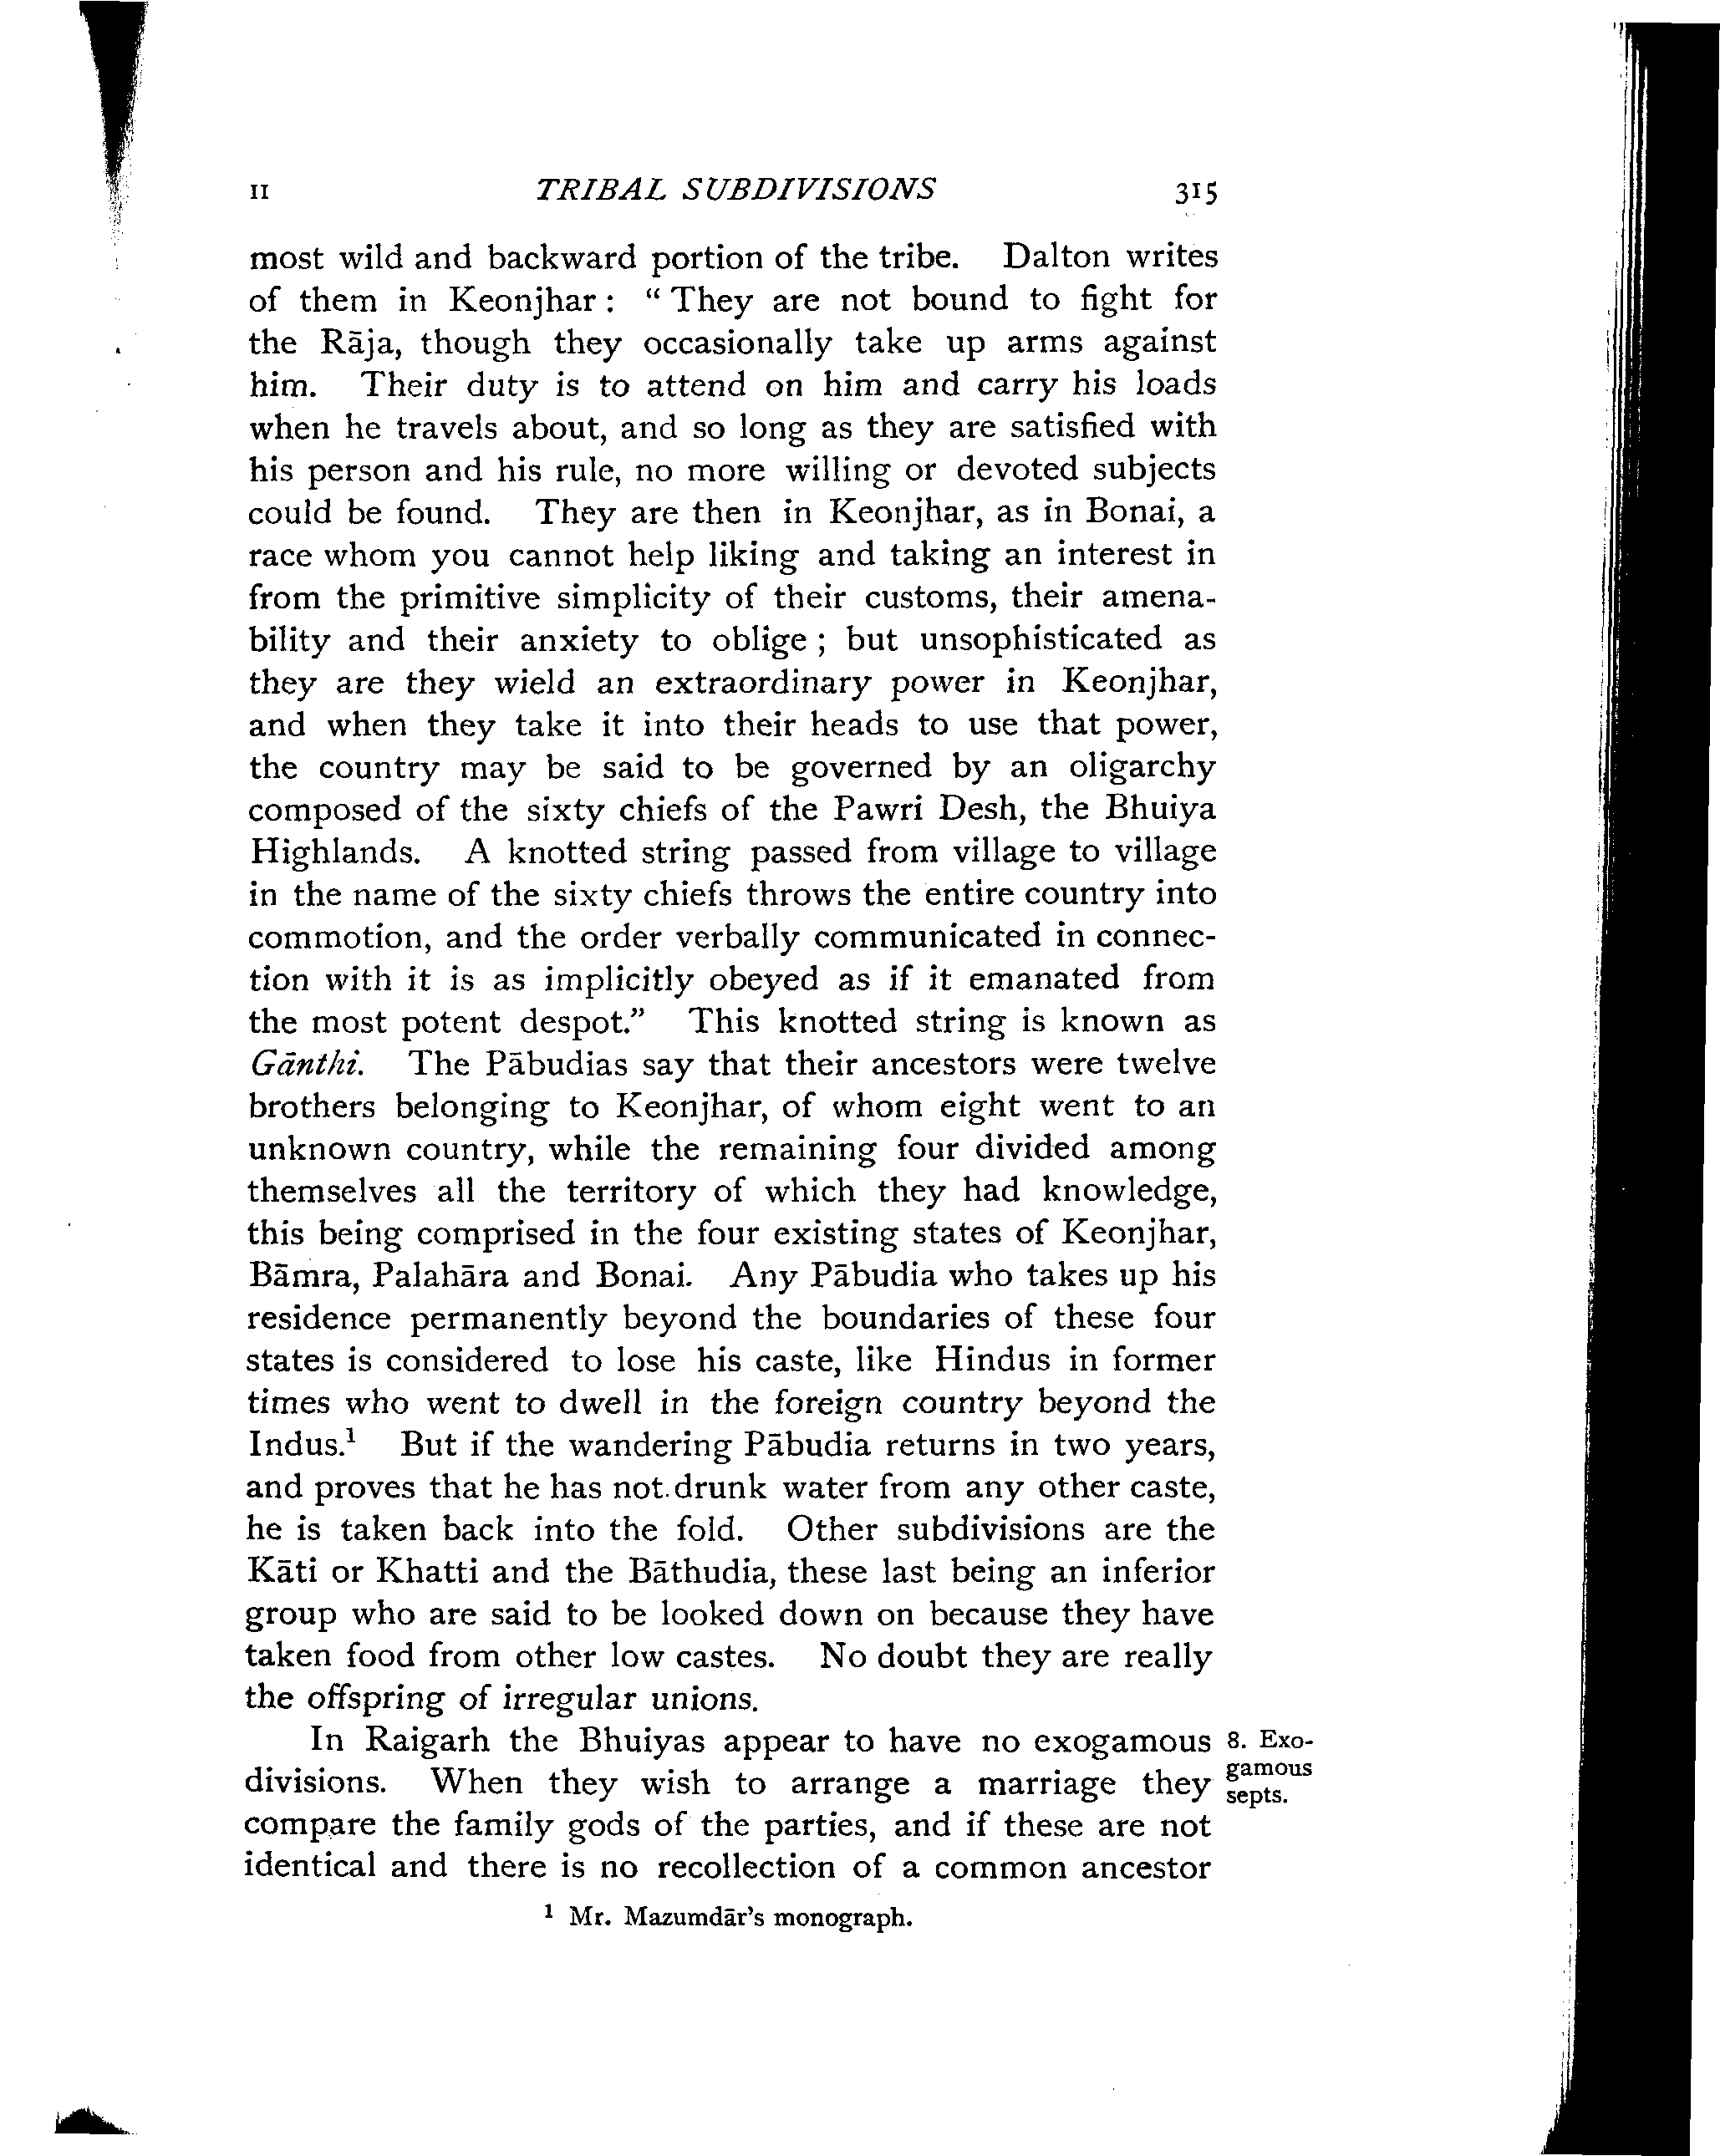 II TRIBAL SUBDIVISIONS 315
most wild and backward portion of the tribe. Dalton writes
of them in Keonjhar: “They are not bound to fight for
the Rāja, though they occasionally take up arms against
him. Their duty is to attend on him and carry his loads
when he travels about, and so long as they are satisfied with
his person and his rule, no more willing or devoted subjects
could be found. They are then in Keonjhar, as in Bonai, a
race whom you cannot help liking and taking an interest in
from the primitive simplicity of their customs, their amena-
bility and their anxiety to oblige; but unsophisticated as
they are they wield an extraordinary power in Keonjhar,
and when they take it into their heads to use that power,
the country may be said to be governed by an oligarchy
composed of the sixty chiefs of the Pawri Desh, the Bhuiya
Highlands. A knotted string passed from village to village
in the name of the sixty chiefs throws the entire country into
commotion, and the order verbally communicated in connec-
tion with it is as implicitly obeyed as if it emanated from
the most potent despot.” This knotted string is known as
Gānthi. The Pābudias say that their ancestors were twelve
brothers belonging to Keonjhar, of whom eight went to an
unknown country, while the remaining four divided among
themselves all the territory of which they had knowledge,
this being comprised in the four existing states of Keonjhar,
Bāmra, Palahāra and Bonai. Any Pābudia who takes up his
residence permanently beyond the boundaries of these four
states is considered to lose his caste, like Hindus in former
times who went to dwell in the foreign country beyond the
Indus.¹ But if the wandering Pābudia returns in two years,
and proves that he has not drunk water from any other caste,
he is taken back into the fold. Other subdivisions are the
Kāti or Khatti and the Bāthudia, these last being an inferior
group who are said to be looked down on because they have
taken food from other low castes. No doubt they are really
the offspring of irregular unions.
In Raigarh the Bhuiyas appear to have no exogamous
divisions. When they wish to arrange a marriage they
compare the family gods of the parties, and if these are not
identical and there is no recollection of a common ancestor
8. Exo-
gamous
septs.
¹ Mr. Mazumdār’s monograph.